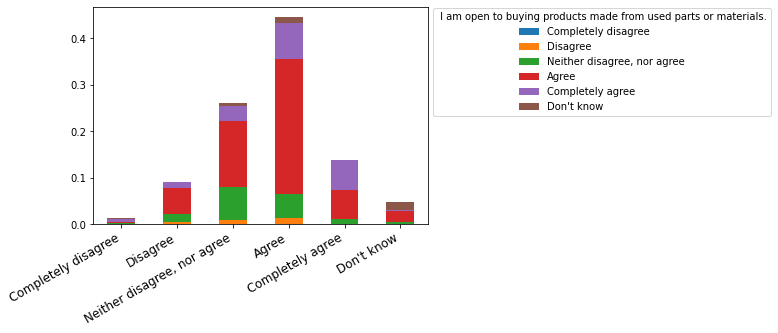 I am open to buying products made from used parts or materials.
Completely disagree
Disagree
Neither disagree, nor agree
Agree
Completely agree
Don't know
0.4
0.3
0.2
0.1
0.0
Completely disagree
Disagree
Neither disagree, nor agree
Agree
Completely agree
Don't know